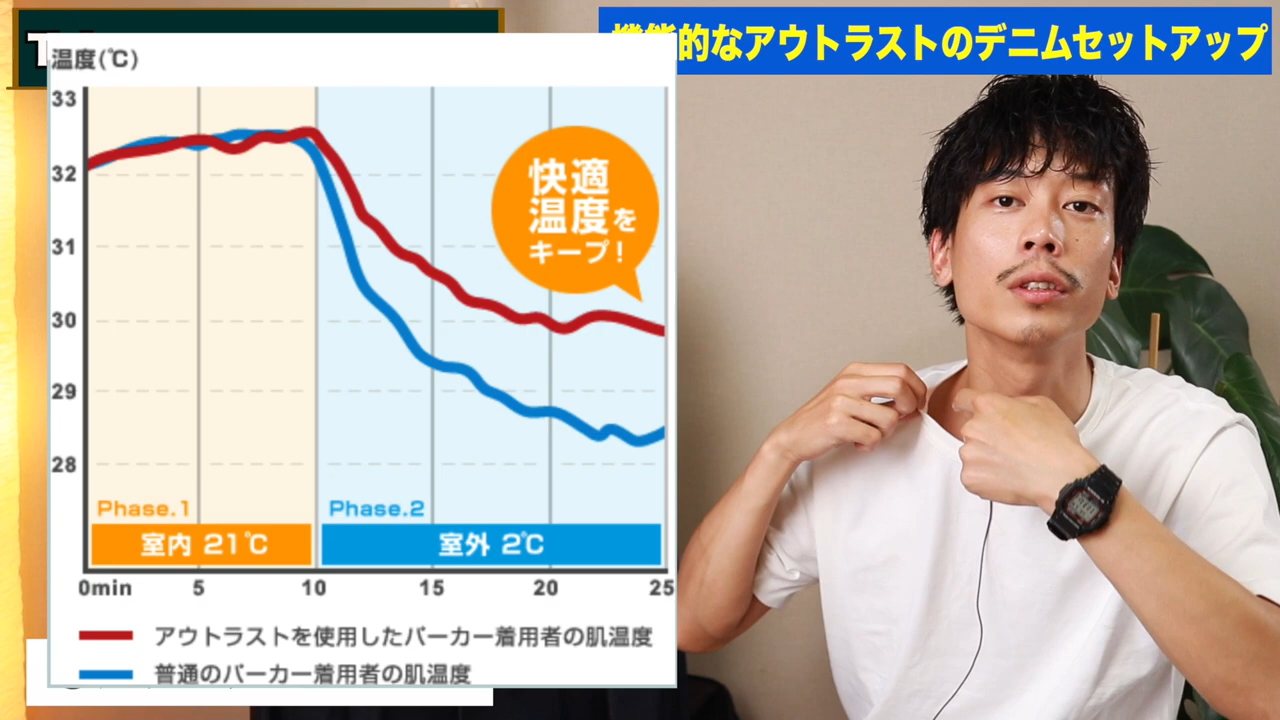 的なアウトラストのデニムセットアップ
温度(℃)
33
32
31
30
29
28
快適
温度を
キープ!
Phase.1
Phase.2
室内 21℃
室外 2℃
0min 5 10 15 20 25
アウトラストを使用したパーカー着用者の肌温度
普通のパーカー着用者の肌温度